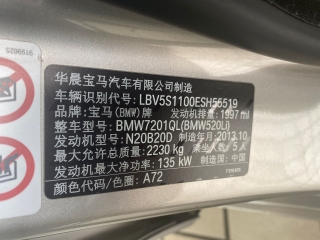 华晨宝马汽车有限公司制造
车辆识别代号: LBV5S1100ESH56519
品牌: 宝马(BMW) 发动机排量: 1997 ml
整车型号: BMW7201QL(BMW520Li)
发动机型号: N20B20D 制造年月: 2013.10
最大允许总质量: 2230 kg 乘坐人数: 5 人
发动机最大净功率: 135 kW 制造国: 中国
颜色代码/色圈: A72